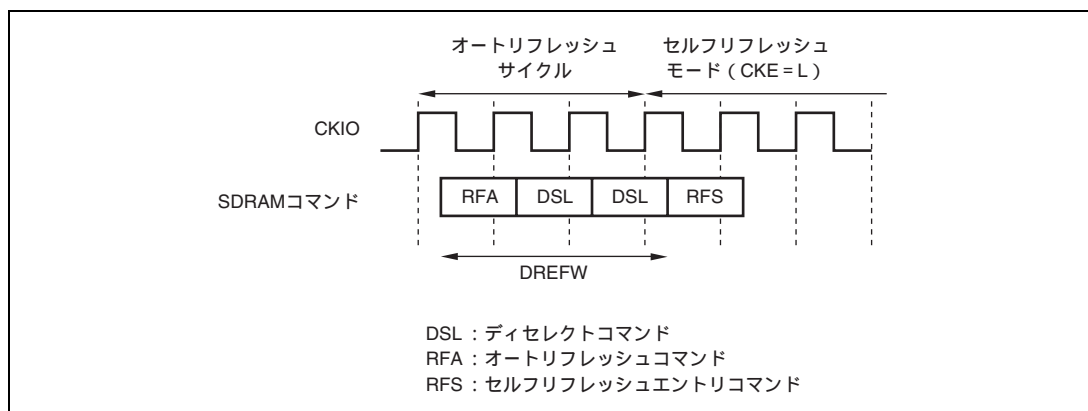 オートリフレッシュ
サイクル
セルフリフレッシュ
モード（CKE = L）
CKIO
SDRAMコマンド
RFA
DSL
DSL
RFS
DREFW
DSL ：ディセレクトコマンド
RFA ：オートリフレッシュコマンド
RFS ：セルフリフレッシュエントリコマンド